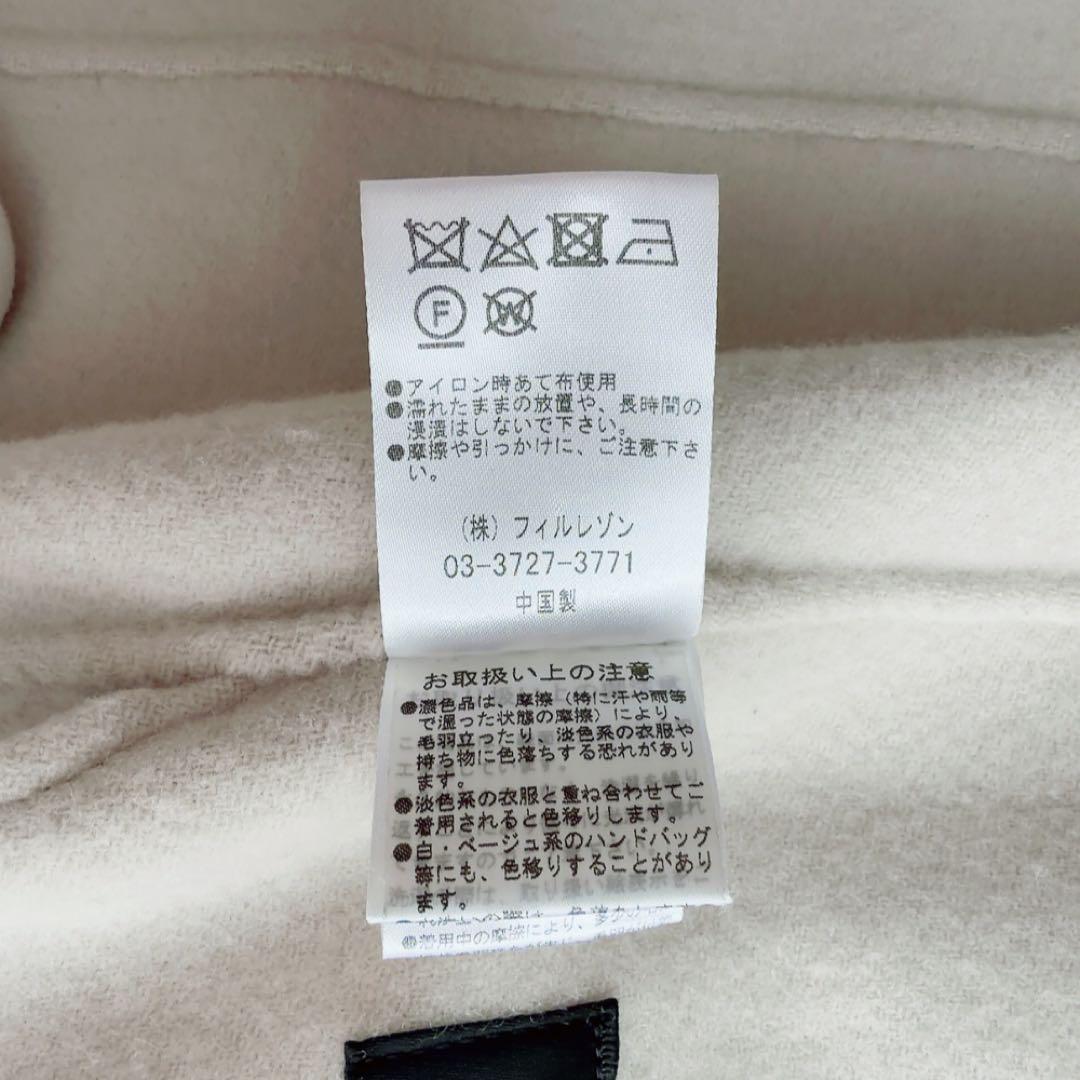 F W
●アイロン時あて布使用
●濡れたままの放置や、長時間の
浸漬はしないで下さい。
●摩擦や引っかけに、ご注意下さ
い。
(株)フィルレゾン
03-3727-3771
中国製
お取扱い上の注意
●濃色品は、摩擦(特に汗や雨等
で湿った状態の摩擦)により、
毛羽立ったり、淡色系の衣服や
持ち物に色落ちする恐れがあり
ます。
●淡色系の衣服と重ね合わせてご
着用されると色移りします。
●白・ベージュ系のハンドバッグ
等にも、色移りすることがあり
ます。
●着用中の摩擦により、